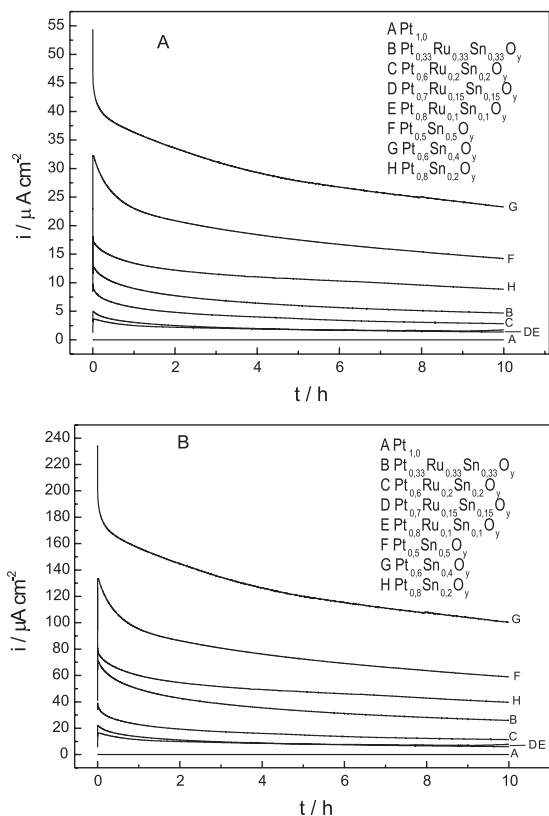 A
A Pt1,0
B Pt0,33Ru0,33Sn0,33Oy
C Pt0,6Ru0,2Sn0,2Oy
D Pt0,7Ru0,15Sn0,15Oy
E Pt0,8Ru0,1Sn0,1Oy
F Pt0,5Sn0,5Oy
G Pt0,6Sn0,4Oy
H Pt0,8Sn0,2Oy
55
50
45
40
35
30
25
20
15
10
5
0
i / μ A cm-2
G
F
H
B
C
DE
A
0 2 4 6 8 10
t / h
B
A Pt1,0
B Pt0,33Ru0,33Sn0,33Oy
C Pt0,6Ru0,2Sn0,2Oy
D Pt0,7Ru0,15Sn0,15Oy
E Pt0,8Ru0,1Sn0,1Oy
F Pt0,5Sn0,5Oy
G Pt0,6Sn0,4Oy
H Pt0,8Sn0,2Oy
240
220
200
180
160
140
120
100
80
60
40
20
0
i / μA cm-2
G
F
H
B
C
DE
A
0 2 4 6 8 10
t / h